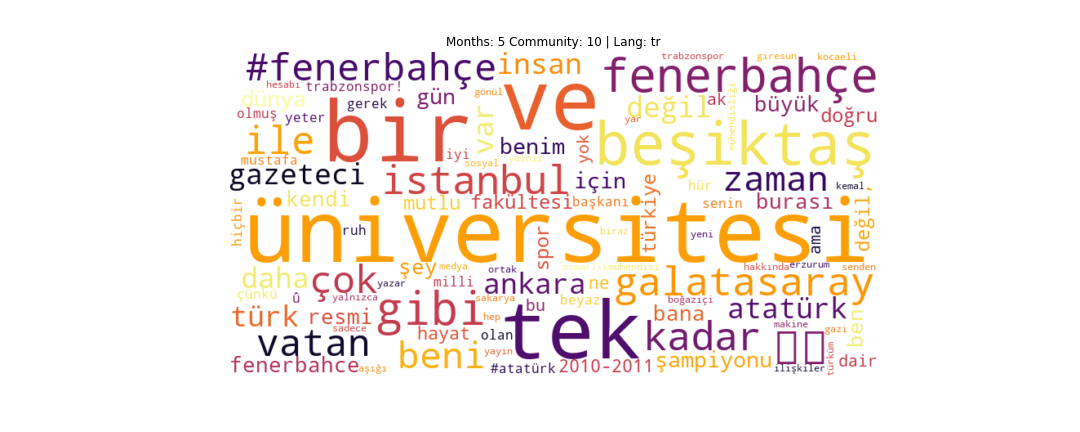 Months: 5 Community: 10 | Lang: tr
#fenerbahçe insan trabzonspor giresun kocaeli
hesabı trabzonspor! gönül fenerbahçe
dünya gerek gün var ve değil ak büyük doğru
olmuş yeter bir yar mühendisliği
ile iyi benim yok beşiktaş
mustafa sosyal yalnız
gazeteci istanbul için hür zaman kemal
kendi mutlu fakültesi başkanı türkiye senin burası değil,
hiçbir ruh üniversitesi spor biraz yeni ama
daha çok şey medya ortak hakkında erzurum senden
çünkü û yalnızca yazar milli ankara ne galatasaray
türk resmi gibi sakarya bu beyaz boğaziçi atatürk ben
sadece hayat hep olan tek bana kadar makine gazi
vatan beni yayın şampiyonu türküm
fenerbahce aşığı #atatürk 2010-2011 ilişkiler dair